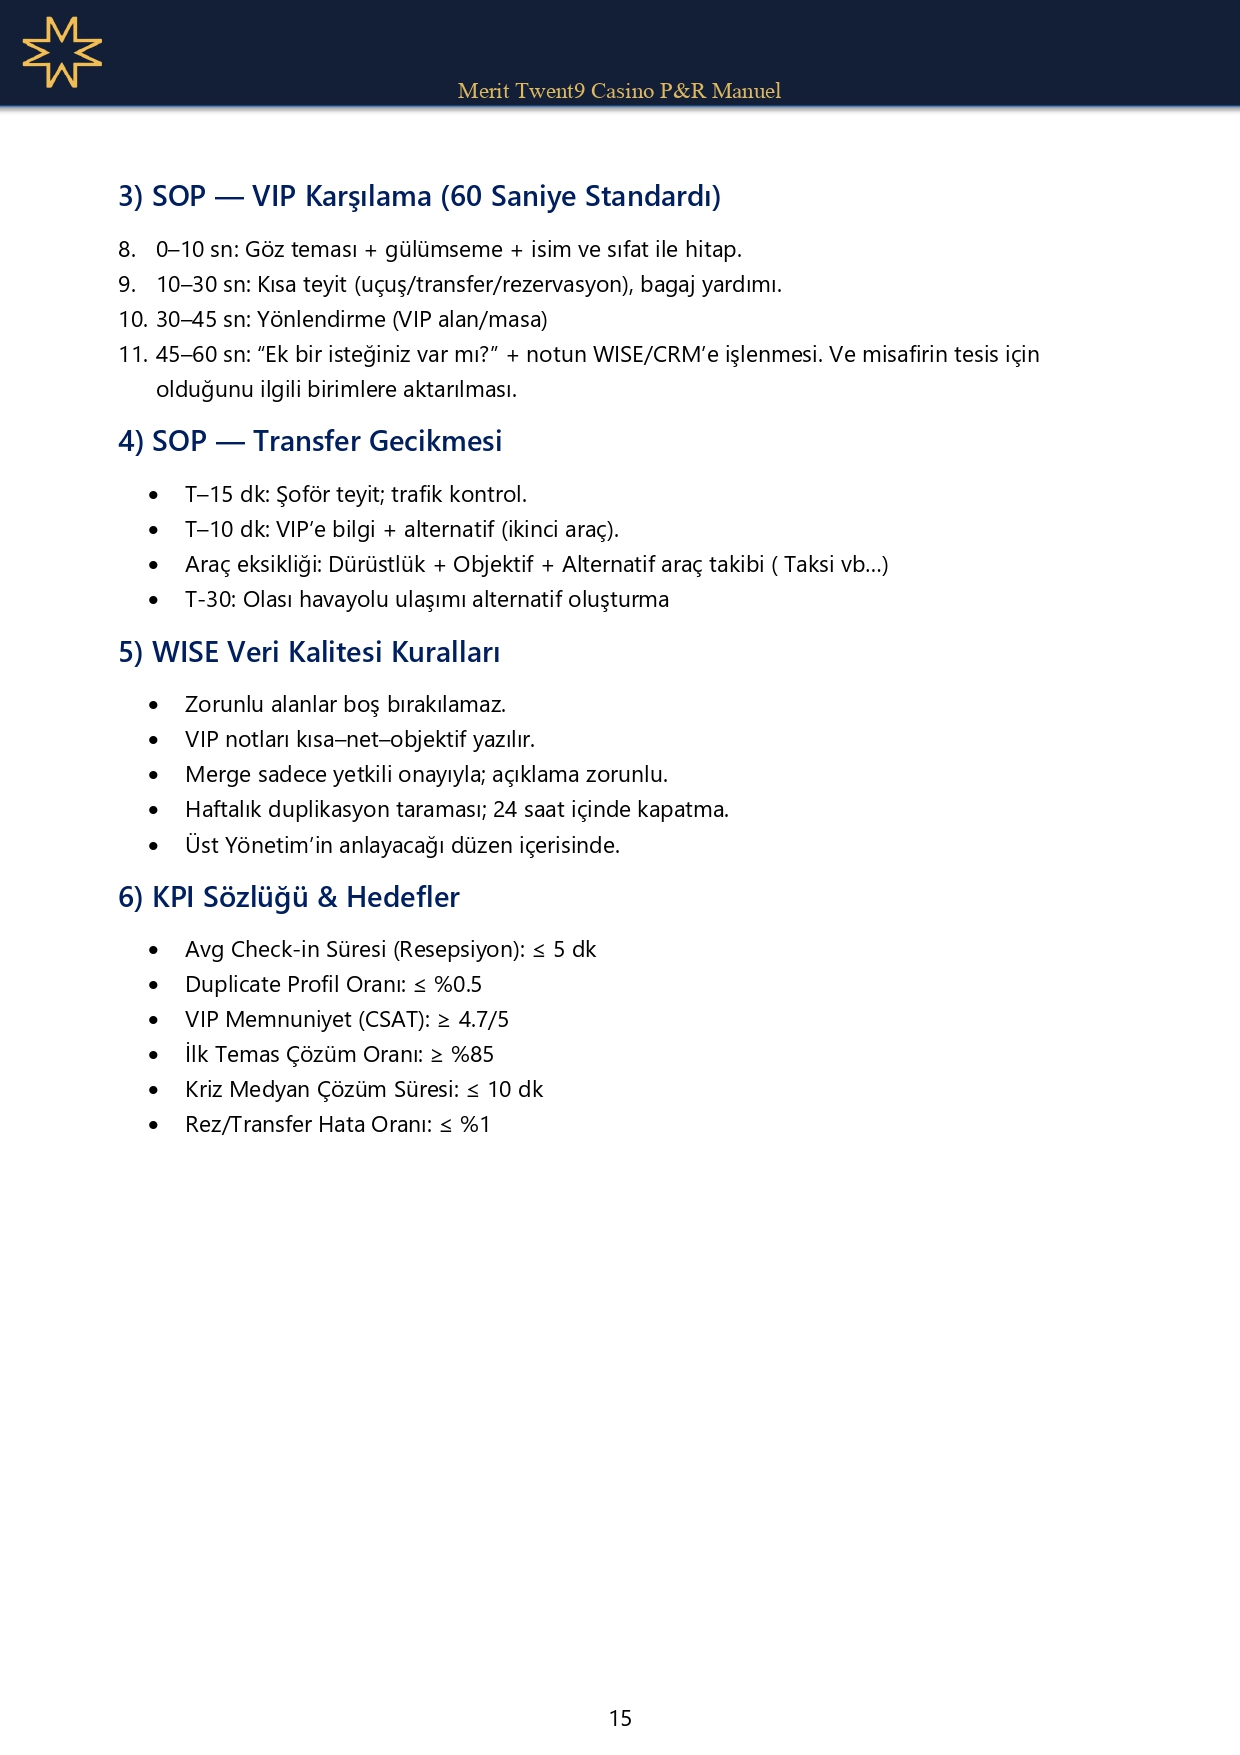 Merit Twent9 Casino P&R Manuel
3) SOP — VIP Karşılama (60 Saniye Standardı)
8. 0–10 sn: Göz teması + gülümseme + isim ve sıfat ile hitap.
9. 10–30 sn: Kısa teyit (uçuş/transfer/rezervasyon), bagaj yardımı.
10. 30–45 sn: Yönlendirme (VIP alan/masa)
11. 45–60 sn: “Ek bir isteğiniz var mı?” + notun WISE/CRM’e işlenmesi. Ve misafirin tesis için
olduğunu ilgili birimlere aktarılması.
4) SOP — Transfer Gecikmesi
• T–15 dk: Şoför teyit; trafik kontrol.
• T–10 dk: VIP’e bilgi + alternatif (ikinci araç).
• Araç eksikliği: Dürüstlük + Objektif + Alternatif araç takibi ( Taksi vb…)
• T-30: Olası havayolu ulaşımı alternatif oluşturma
5) WISE Veri Kalitesi Kuralları
• Zorunlu alanlar boş bırakılamaz.
• VIP notları kısa–net–objektif yazılır.
• Merge sadece yetkili onayıyla; açıklama zorunlu.
• Haftalık duplikasyon taraması; 24 saat içinde kapatma.
• Üst Yönetim’in anlayacağı düzen içerisinde.
6) KPI Sözlüğü & Hedefler
• Avg Check-in Süresi (Resepsiyon): ≤ 5 dk
• Duplicate Profil Oranı: ≤ %0.5
• VIP Memnuniyet (CSAT): ≥ 4.7/5
• İlk Temas Çözüm Oranı: ≥ %85
• Kriz Medyan Çözüm Süresi: ≤ 10 dk
• Rez/Transfer Hata Oranı: ≤ %1
15